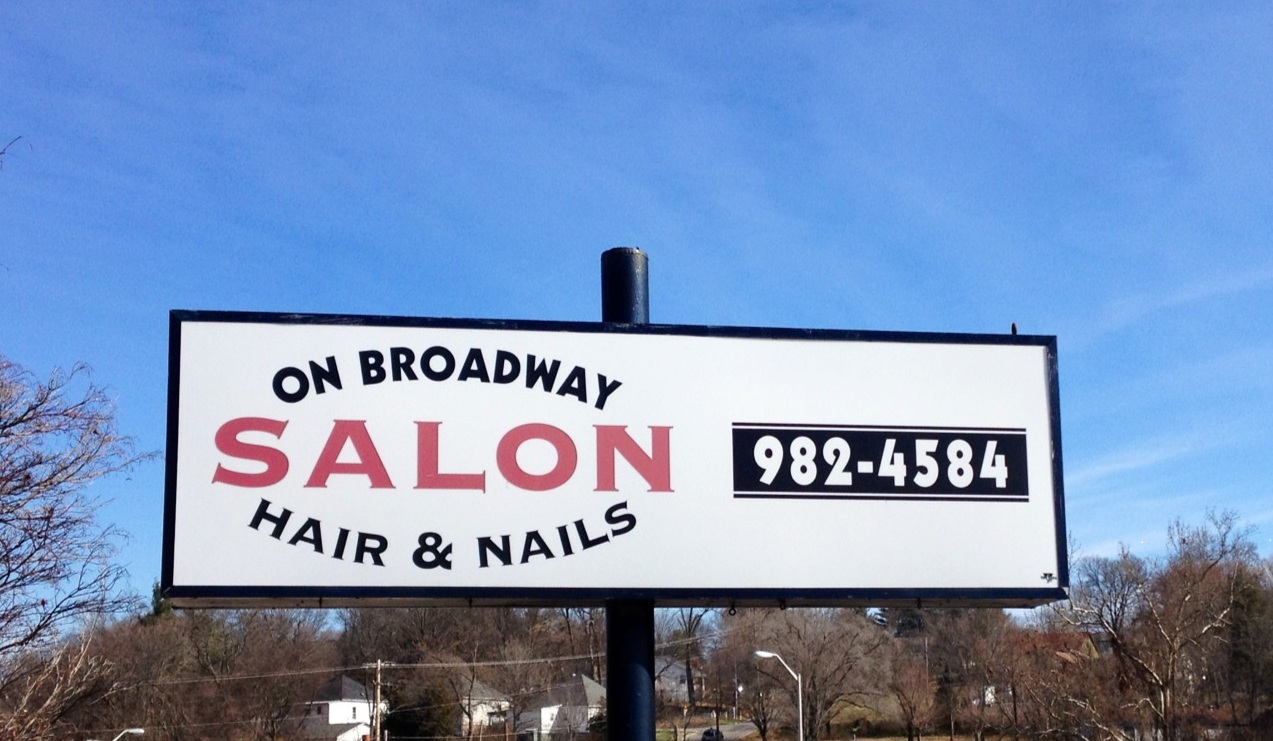 ON BROADWAY
SALON
HAIR & NAILS
982-4584